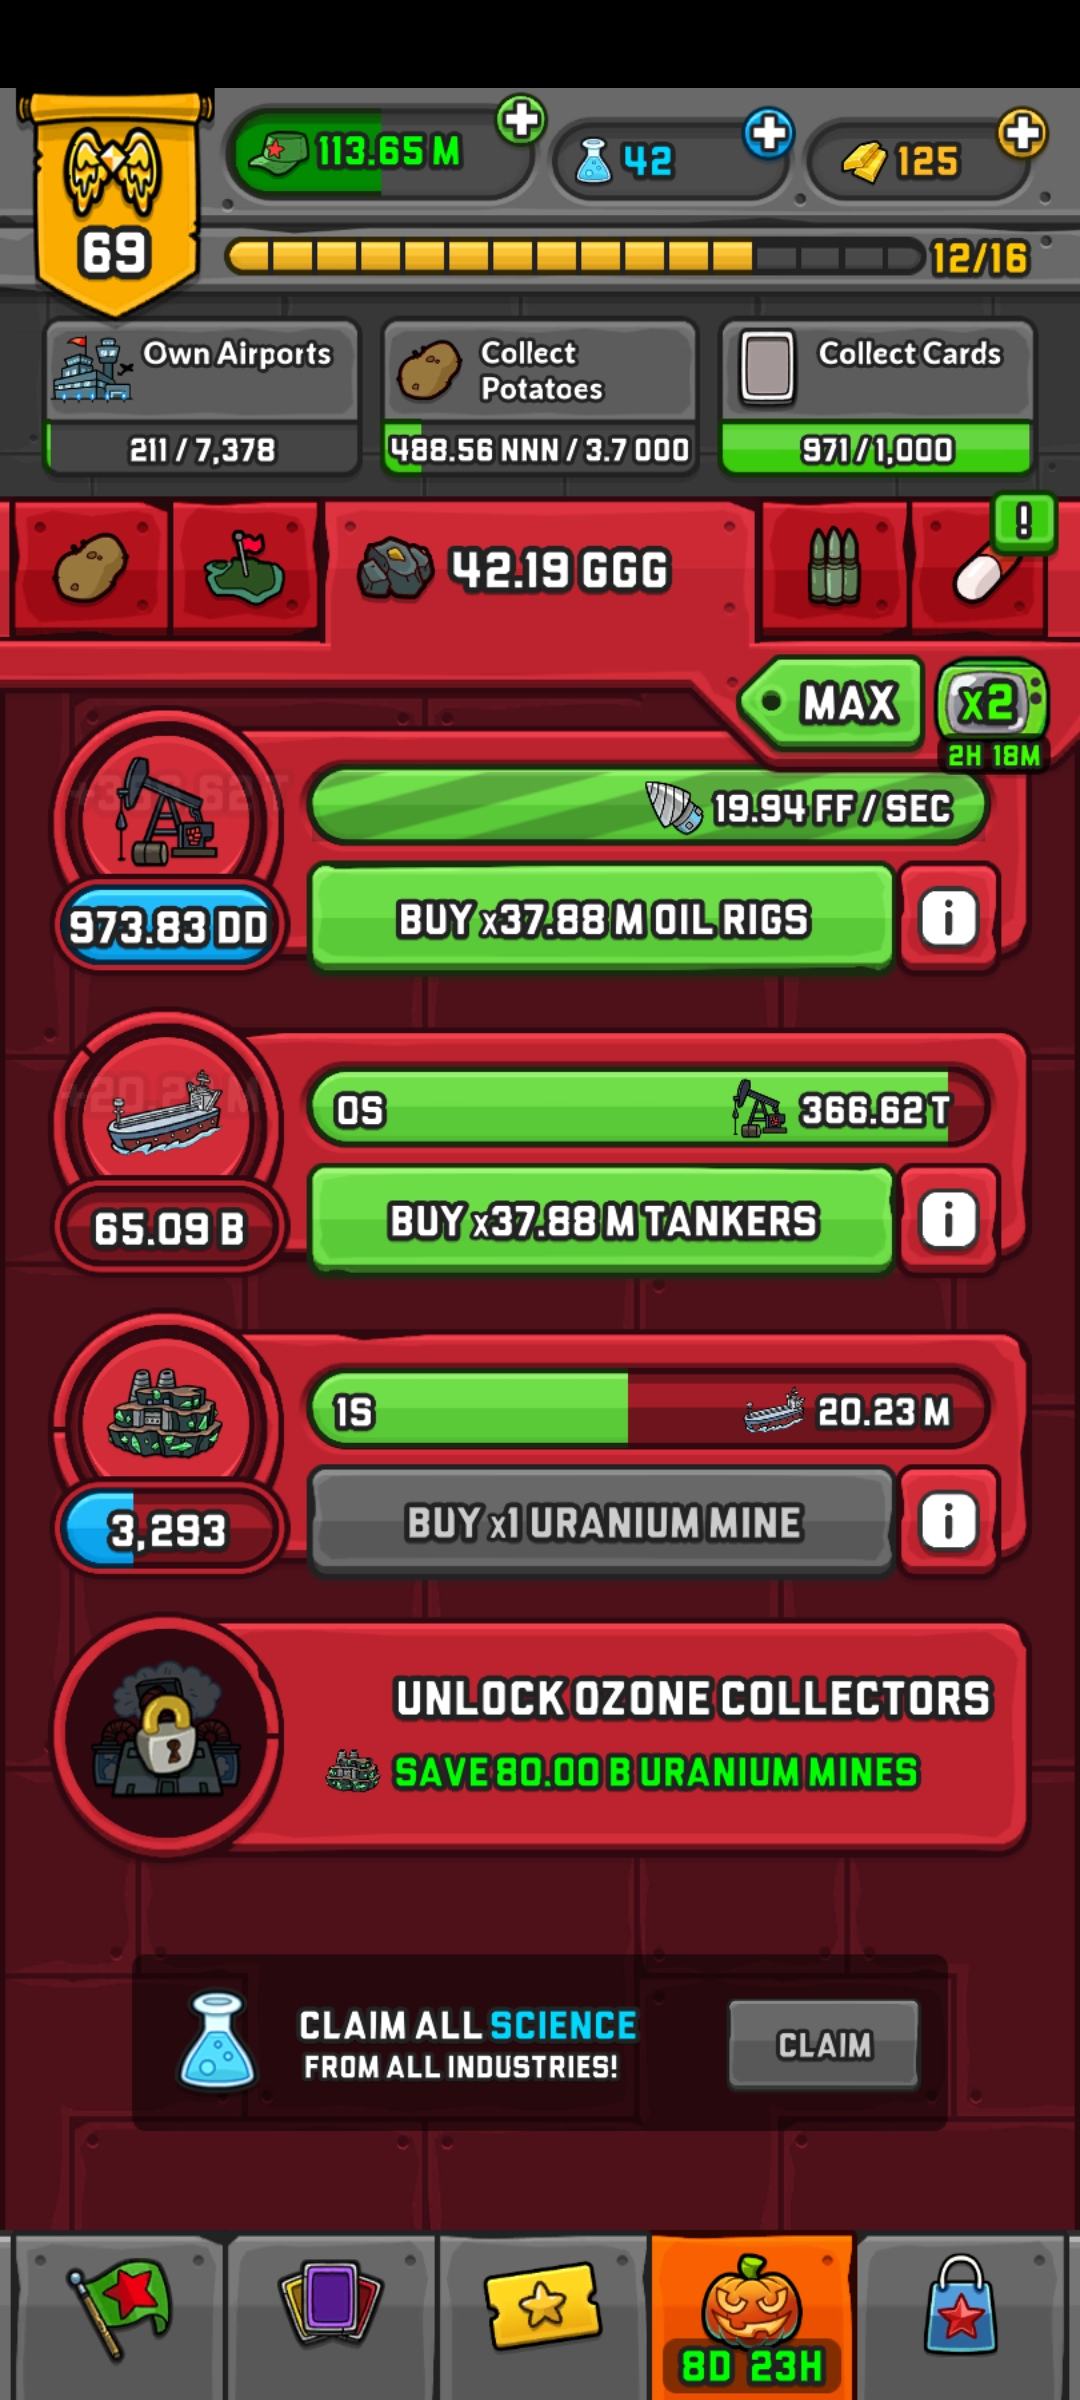 113.65 M
42
125
69
12/16
Own Airports
211 / 7,378
Collect
Potatoes
488.56 NNN / 3.7 OOO
Collect Cards
971 / 1,000
42.19 GGG
!
MAX
x2
2H 18M
19.94 FF / SEC
973.83 DD
BUY x37.88 M OIL RIGS
i
0S
366.62 T
65.09 B
BUY x37.88 M TANKERS
i
1S
20.23 M
3,293
BUY x1 URANIUM MINE
i
UNLOCK OZONE COLLECTORS
SAVE 80.00 B URANIUM MINES
CLAIM ALL SCIENCE
FROM ALL INDUSTRIES!
CLAIM
8D 23H